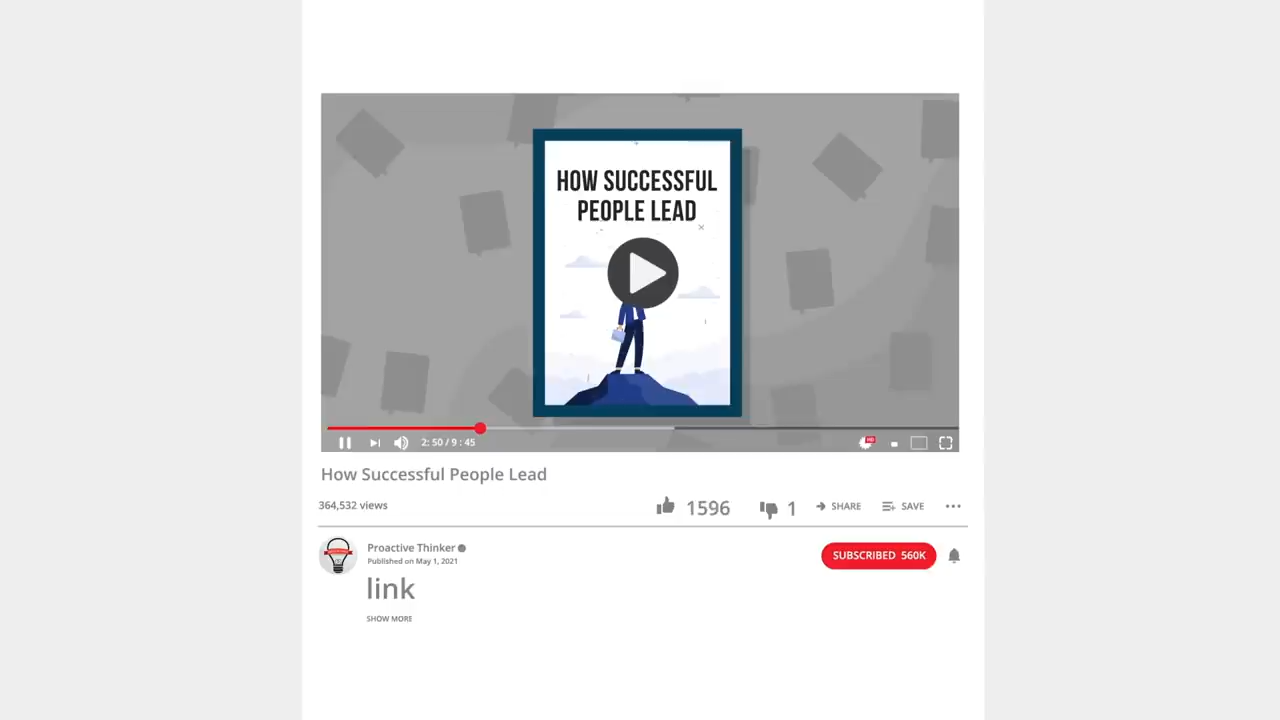 HOW SUCCESSFUL
PEOPLE LEAD
2:50 / 9:45
HD
How Successful People Lead
364,532 views
1596
1
SHARE
SAVE
Proactive Thinker
SUBSCRIBED 560K
Published on May 1, 2021
link
SHOW MORE